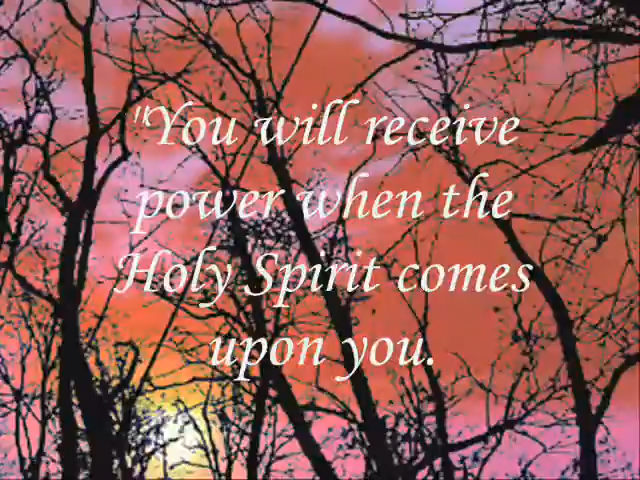 "You will receive
power when the
Holy Spirit comes
upon you.